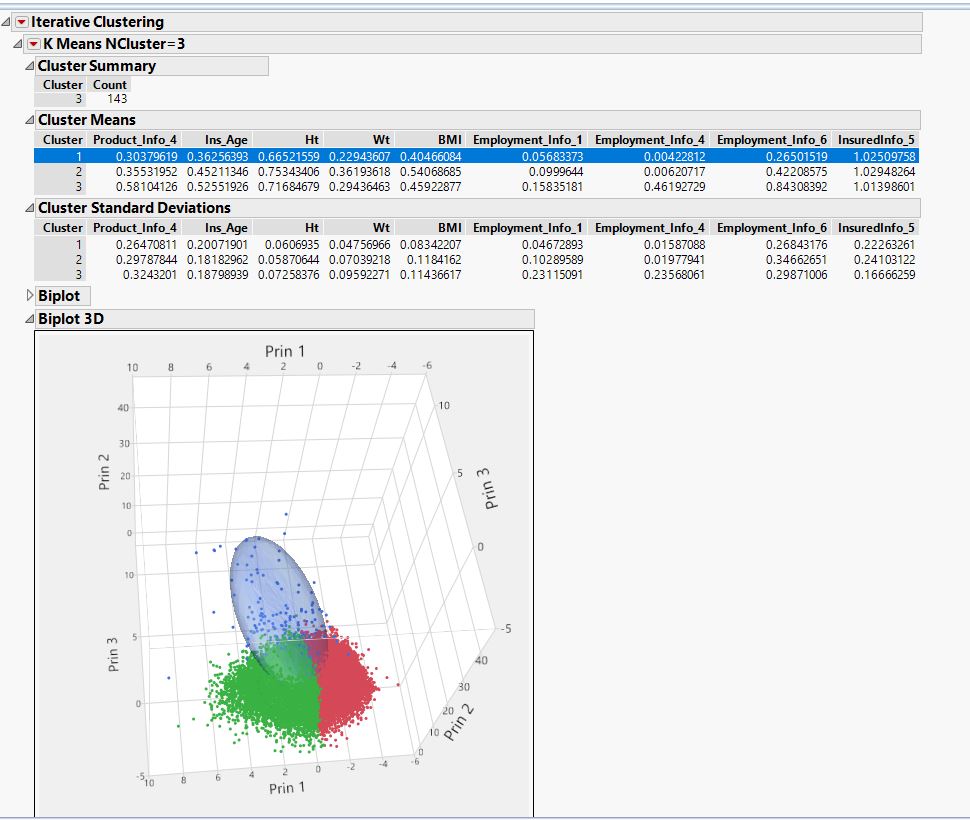 Iterative Clustering
K Means NCluster=3
Cluster Summary
Cluster Count
3 143
Cluster Means
Cluster Product_Info_4 Ins_Age Ht Wt BMI Employment_Info_1 Employment_Info_4 Employment_Info_6 InsuredInfo_5
1 0.30379619 0.36256393 0.66521559 0.22943607 0.40466084 0.05683373 0.00422812 0.26501519 1.02509758
2 0.35531952 0.45211346 0.75343406 0.36193618 0.54068685 0.0999644 0.00620717 0.42208575 1.02948264
3 0.58104126 0.52551926 0.71684679 0.29436463 0.45922877 0.15835181 0.46192729 0.84308392 1.01398601
Cluster Standard Deviations
Cluster Product_Info_4 Ins_Age Ht Wt BMI Employment_Info_1 Employment_Info_4 Employment_Info_6 InsuredInfo_5
1 0.26470811 0.20071901 0.0606935 0.04756966 0.08342207 0.04672893 0.01587088 0.26843176 0.22263261
2 0.29787844 0.18182962 0.05870644 0.07039218 0.1184162 0.10289589 0.01977941 0.34662651 0.24103122
3 0.3243201 0.18798939 0.07258376 0.09592271 0.11436617 0.23115091 0.23568061 0.29871006 0.16666259
Biplot
Biplot 3D
Prin 1
10 8 6 4 2 0 -2 -4 -6
40 10
30
Prin 2 20 5 Prin 3
10
0 0
10
5 -5
Prin 3 40
0 30
20 Prin 2
10
-5 0
10 8 6 4 2 0 -2 -4 -6
Prin 1